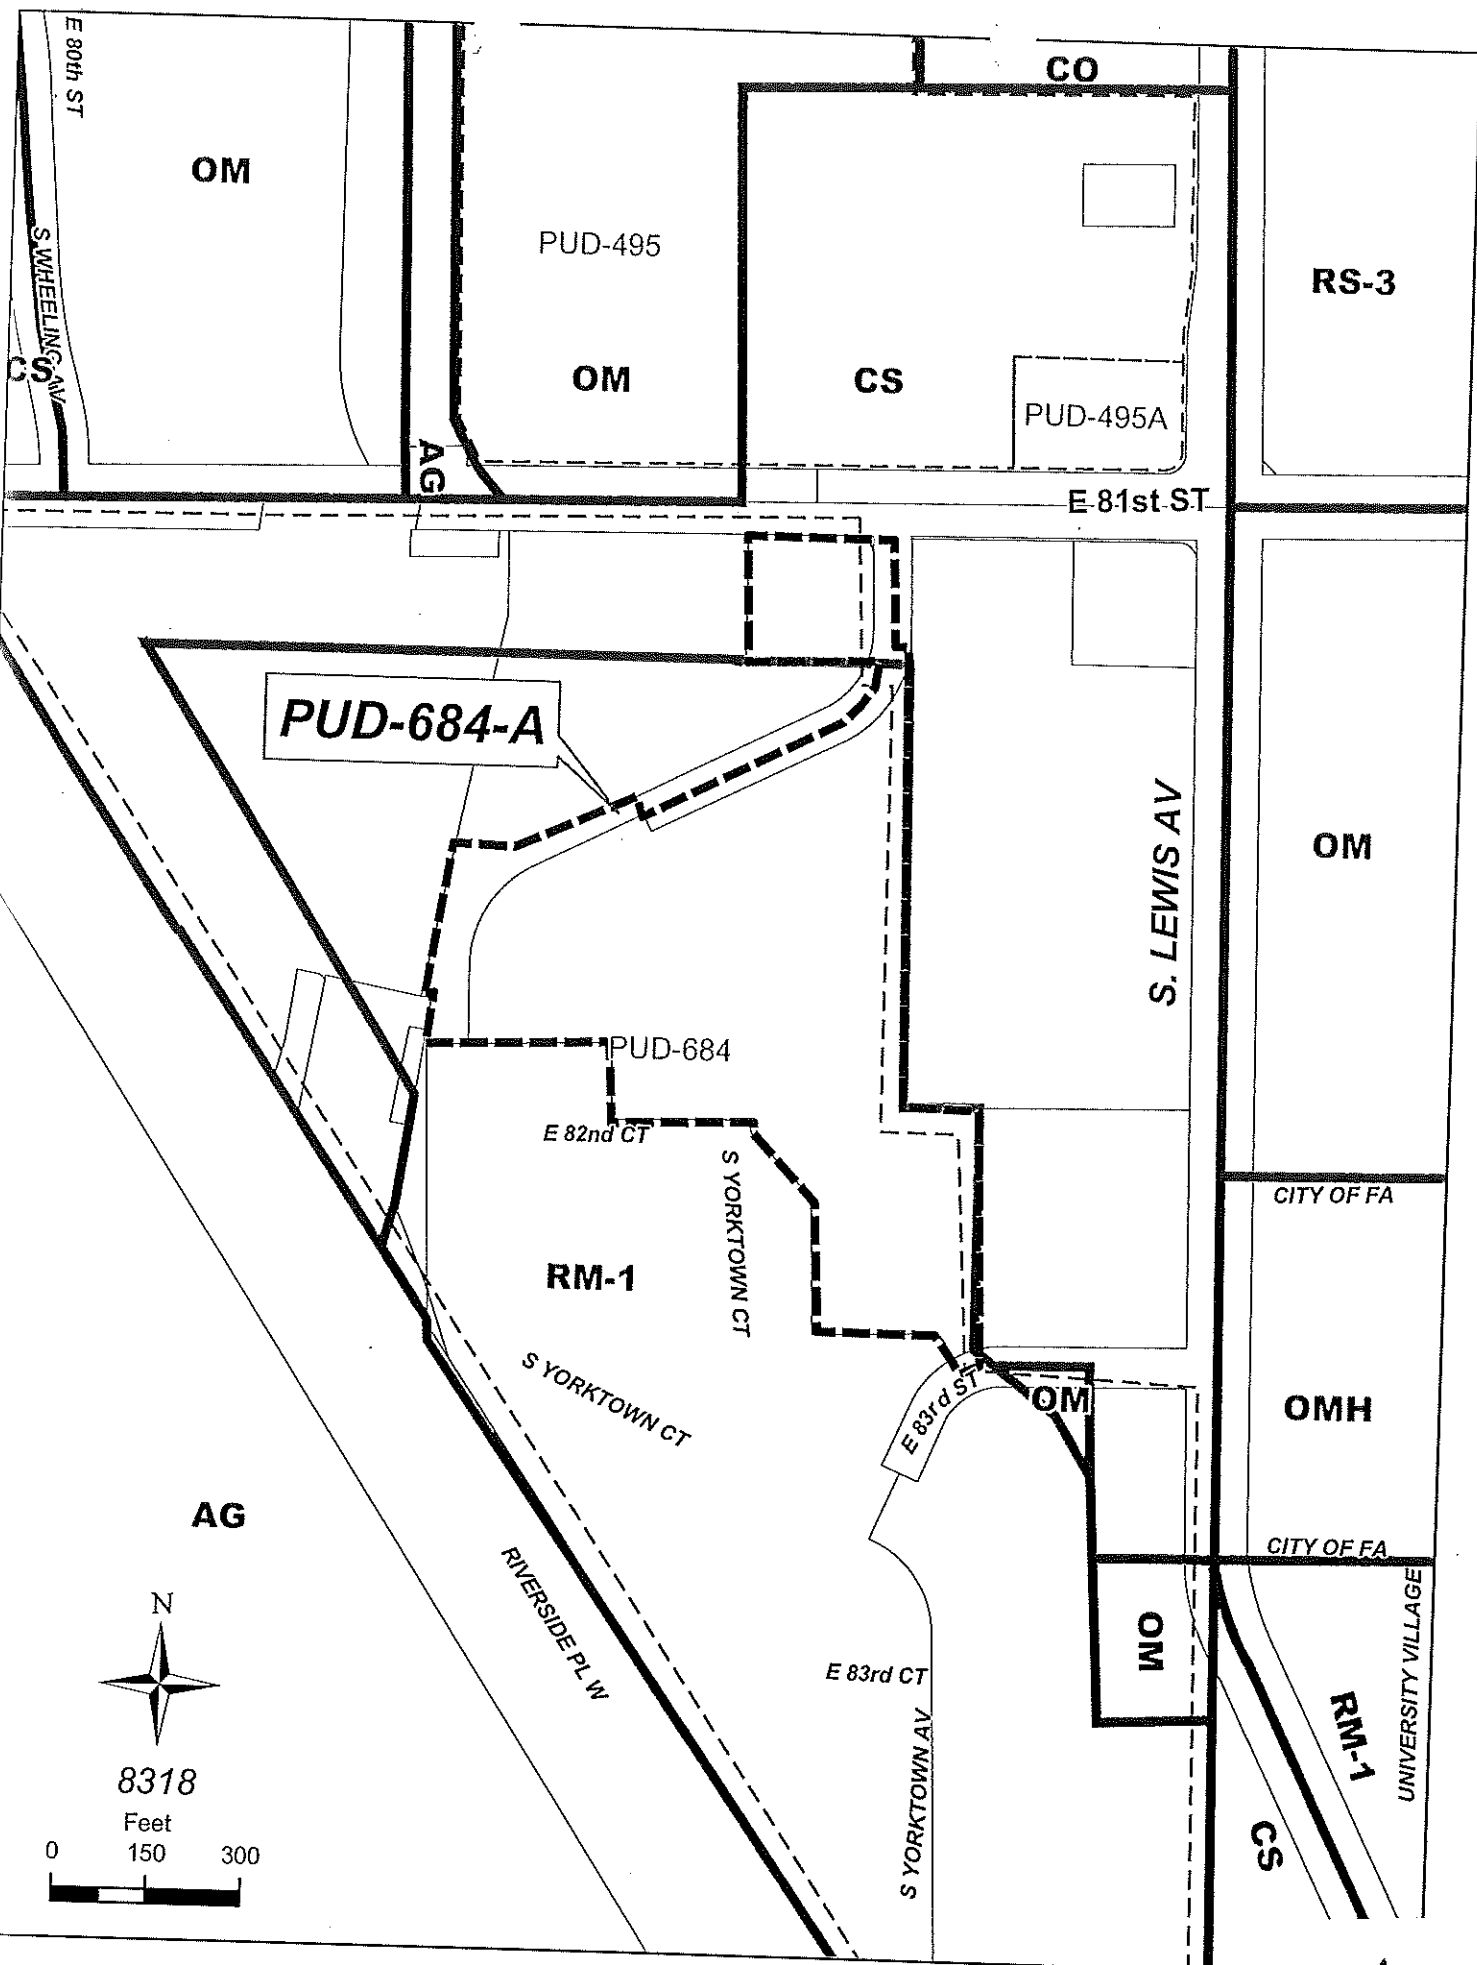 E 80th ST
CO
OM
PUD-495
S WHEELING AV
RS-3
CS
OM
CS
PUD-495A
AG
E 81st ST
PUD-684-A
S. LEWIS AV
OM
PUD-684
E 82nd CT
S YORKTOWN CT
CITY OF FA
RM-1
S YORKTOWN CT
E 83rd ST
OM
OMH
AG
RIVERSIDE PL W
CITY OF FA
UNIVERSITY VILLAGE
OM
E 83rd CT
S YORKTOWN AV
RM-1
CS
N
8318
Feet
0 150 300